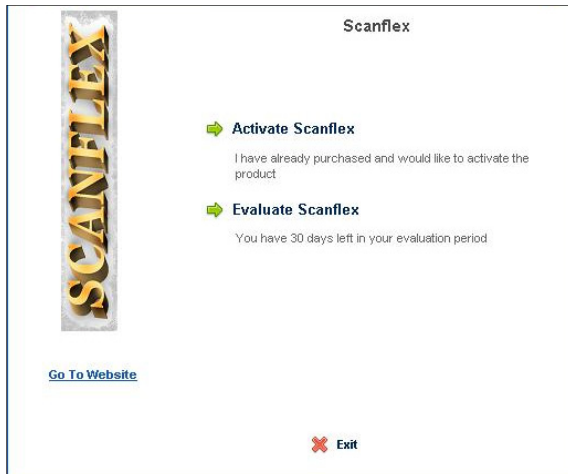 Scanflex
SCANFLEX
Activate Scanflex
I have already purchased and would like to activate the
product
Evaluate Scanflex
You have 30 days left in your evaluation period
Go To Website
Exit